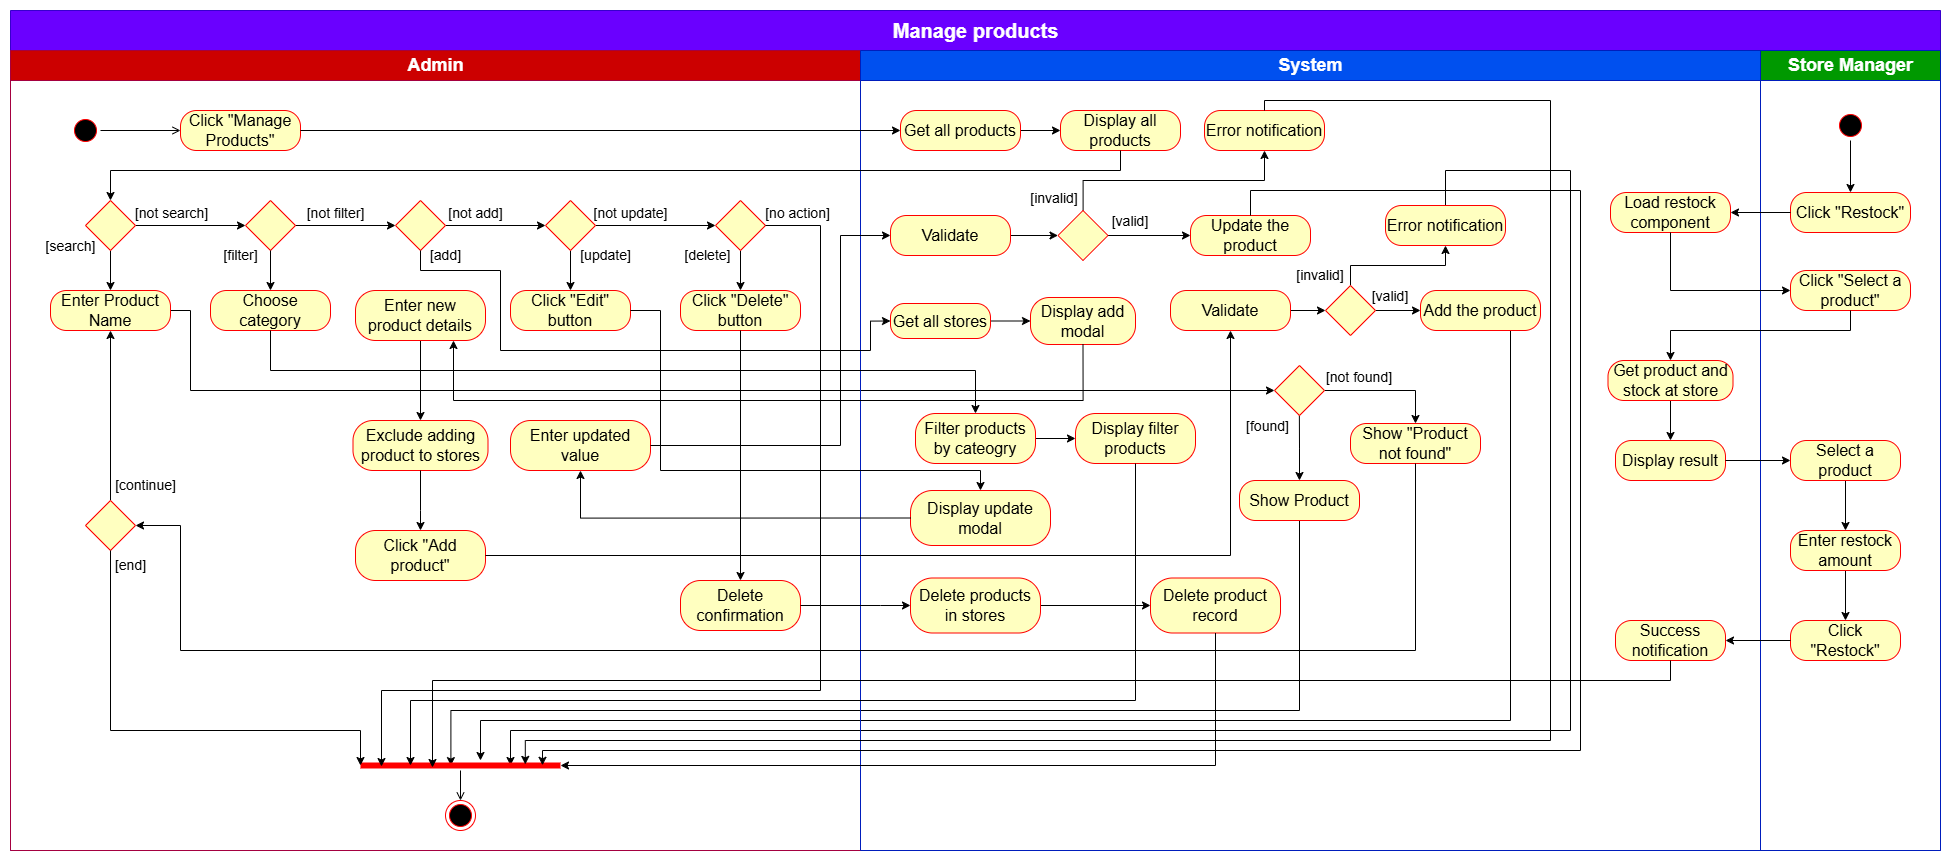 Manage products
Admin
System
Store Manager
Click "Manage
Products"
Get all products
Display all
products
Error notification
[not search]
[not filter]
[not add]
[not update]
[no action]
[search]
[filter]
[add]
[update]
[delete]
[invalid]
[valid]
Validate
Update the
product
Error notification
Load restock
component
Click "Restock"
Enter Product
Name
Choose
category
Enter new
product details
Click "Edit"
button
Click "Delete"
button
Get all stores
Display add
modal
Validate
[invalid]
[valid]
Add the product
Click "Select a
product"
Get product and
stock at store
[not found]
[found]
Exclude adding
product to stores
Enter updated
value
Filter products
by cateogry
Display filter
products
Show "Product
not found"
Display result
Select a
product
[continue]
[end]
Click "Add
product"
Display update
modal
Show Product
Enter restock
amount
Delete
confirmation
Delete products
in stores
Delete product
record
Success
notification
Click
"Restock"